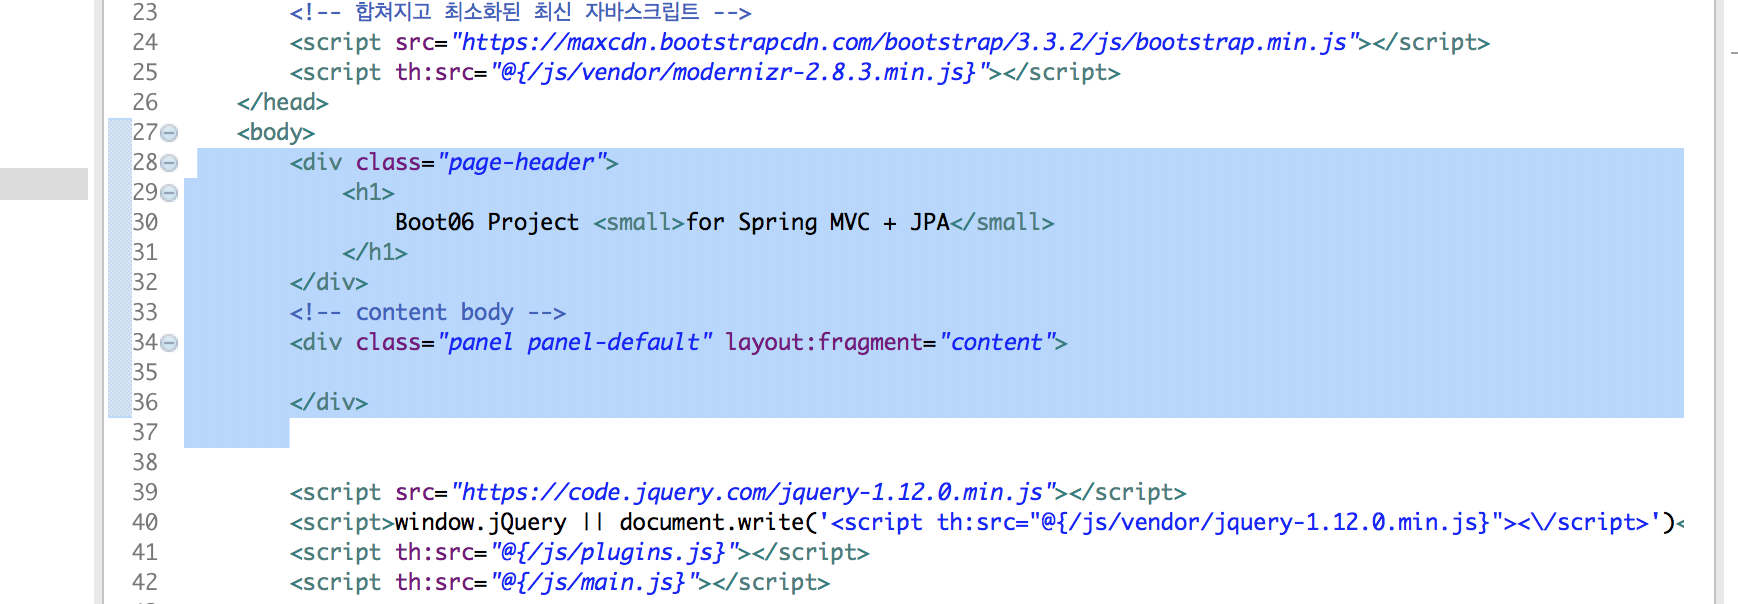 23 <!-- 합쳐지고 최소화된 최신 자바스크립트 -->
24 <script src="https://maxcdn.bootstrapcdn.com/bootstrap/3.3.2/js/bootstrap.min.js"></script>
25 <script th:src="@{/js/vendor/modernizr-2.8.3.min.js}"></script>
26 </head>
27 <body>
28 <div class="page-header">
29 <h1>
30 Boot06 Project <small>for Spring MVC + JPA</small>
31 </h1>
32 </div>
33 <!-- content body -->
34 <div class="panel panel-default" layout:fragment="content">
35
36 </div>
37
38
39 <script src="https://code.jquery.com/jquery-1.12.0.min.js"></script>
40 <script>window.jQuery || document.write('<script th:src="@{/js/vendor/jquery-1.12.0.min.js}"><\/script>')<
41 <script th:src="@{/js/plugins.js}"></script>
42 <script th:src="@{/js/main.js}"></script>